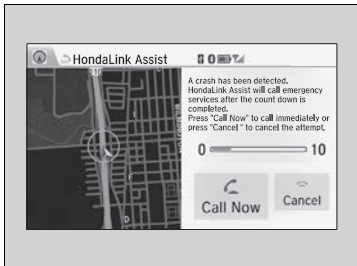 HondaLink Assist
A crash has been detected.
HondaLink Assist will call emergency
services after the count down is
completed.
Press "Call Now" to call immediately or
press "Cancel" to cancel the attempt.
0 10
Call Now
Cancel